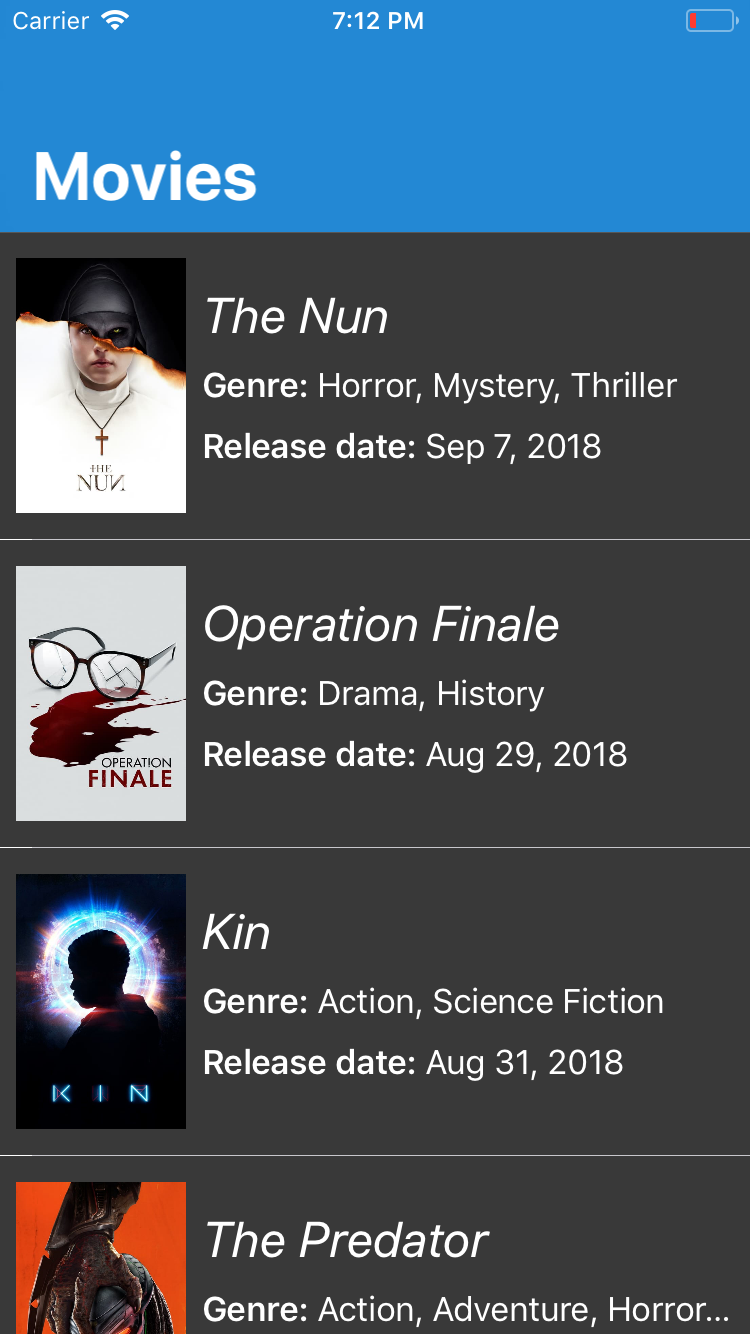 Carrier 7:12 PM
Movies
The Nun
Genre: Horror, Mystery, Thriller
Release date: Sep 7, 2018
THE
NUN
Operation Finale
Genre: Drama, History
Release date: Aug 29, 2018
OPERATION
FINALE
Kin
Genre: Action, Science Fiction
Release date: Aug 31, 2018
KIN
The Predator
Genre: Action, Adventure, Horror...